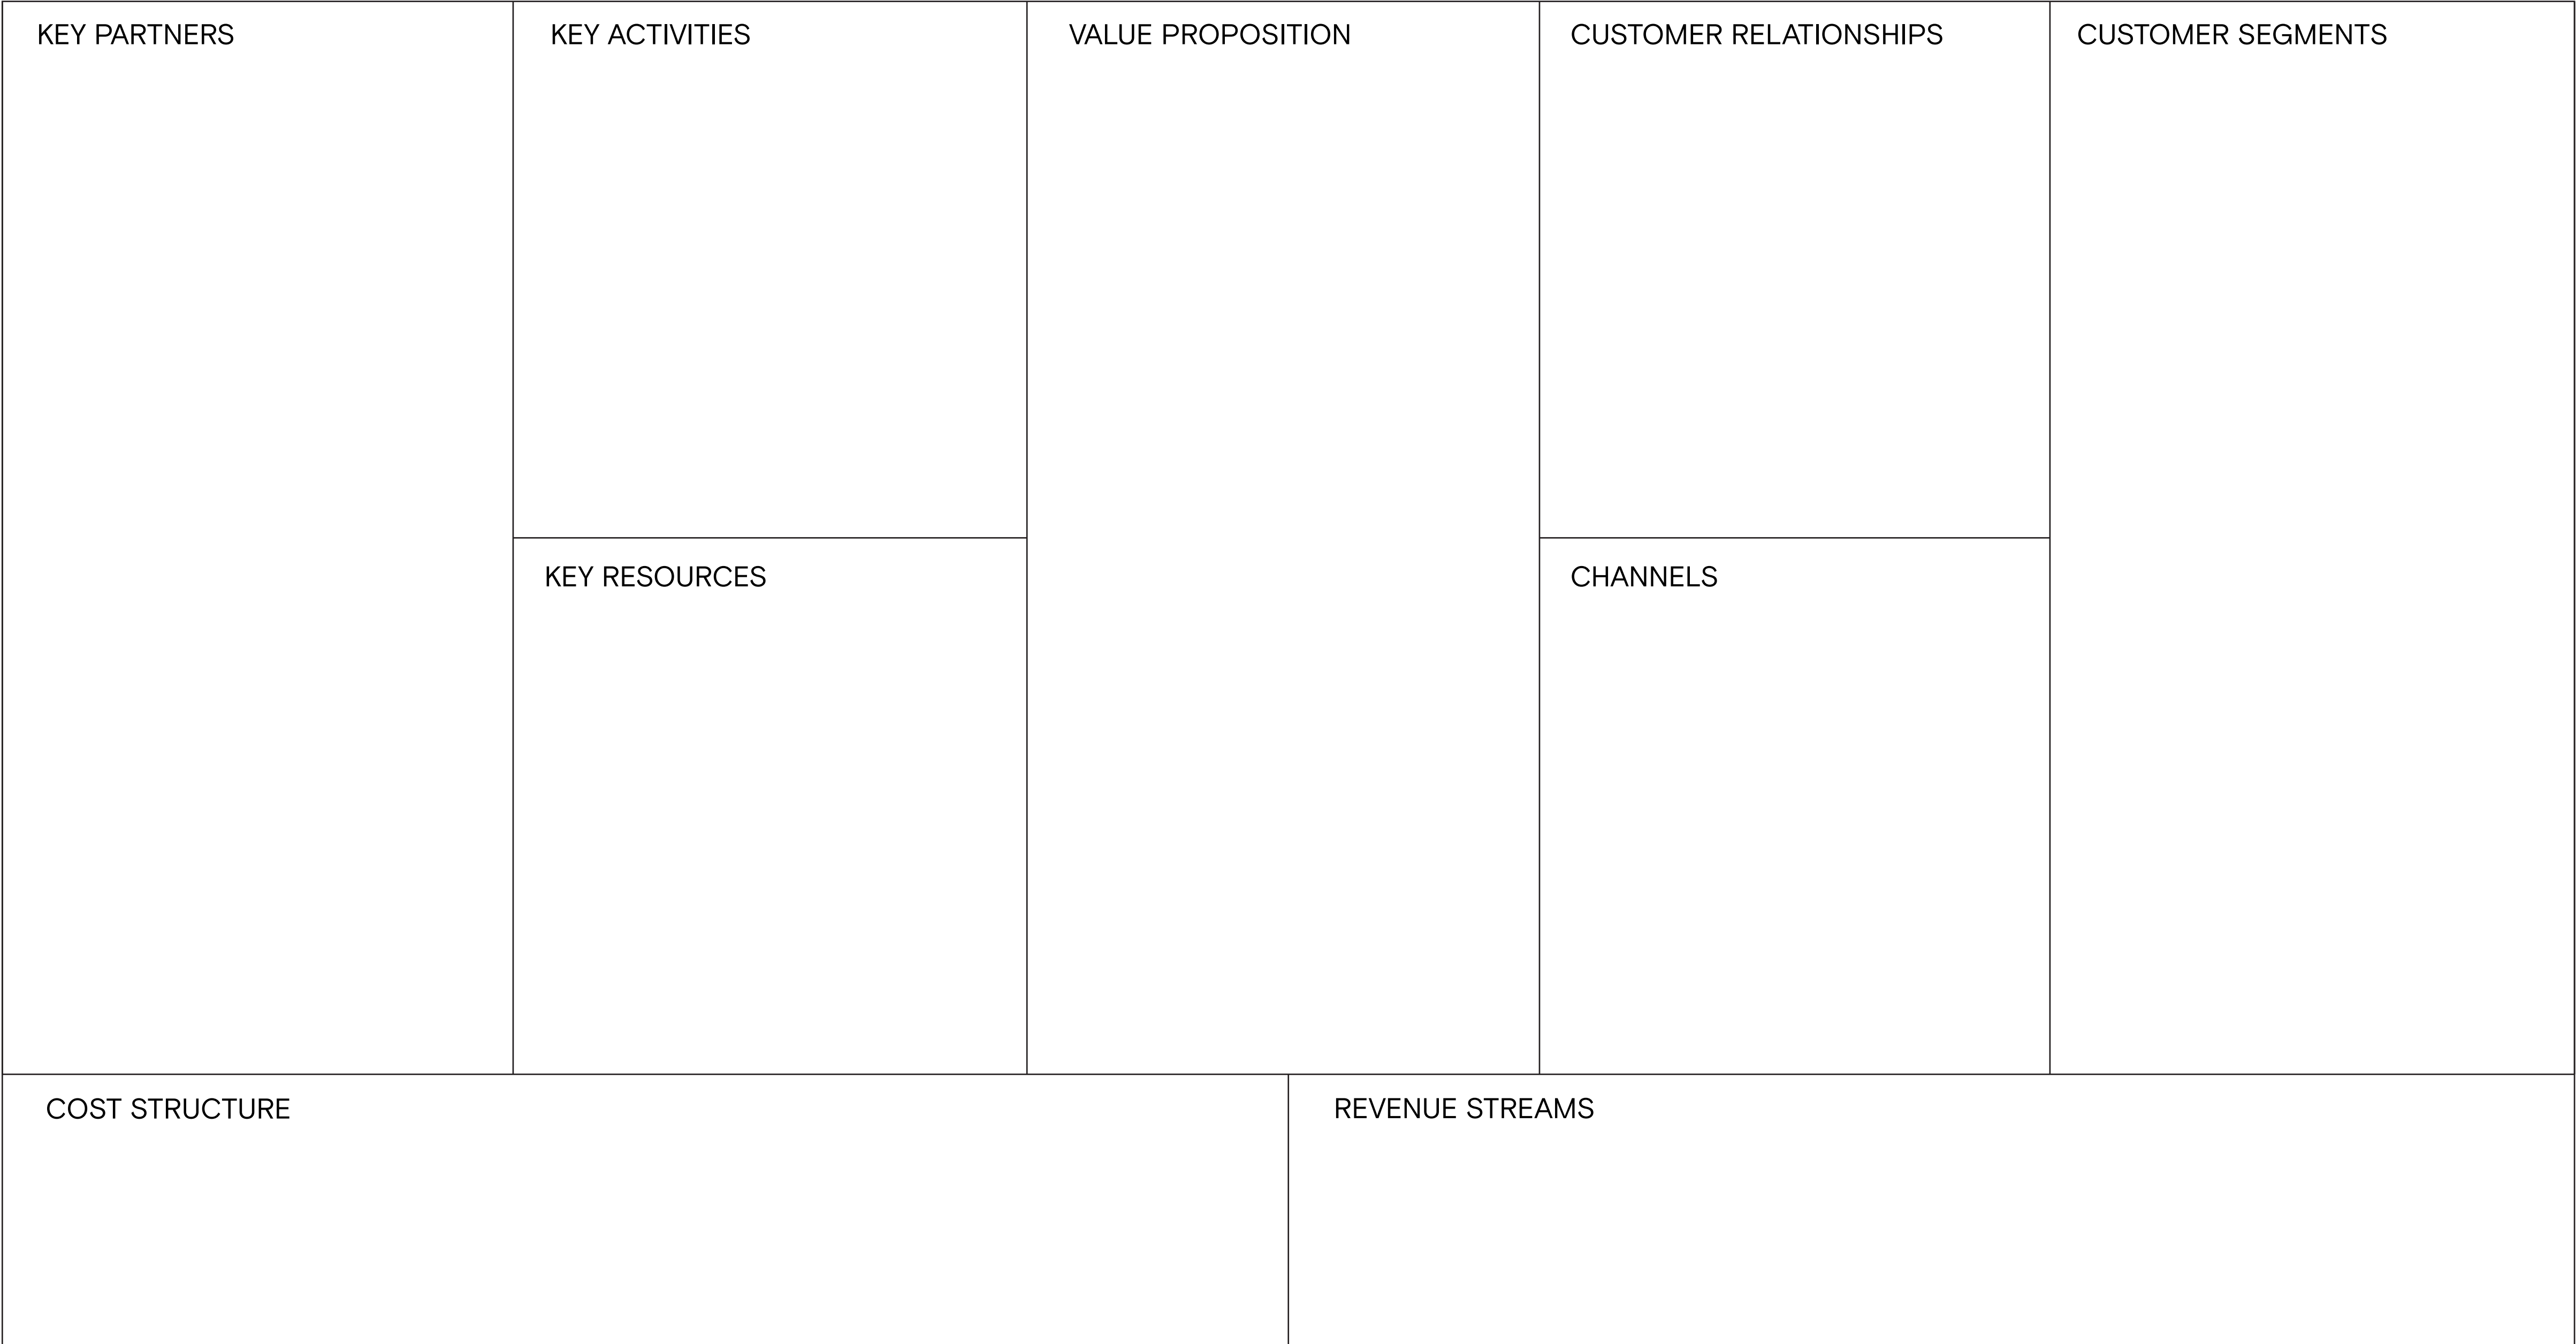 KEY PARTNERS
KEY ACTIVITIES
VALUE PROPOSITION
CUSTOMER RELATIONSHIPS
CUSTOMER SEGMENTS
KEY RESOURCES
CHANNELS
COST STRUCTURE
REVENUE STREAMS